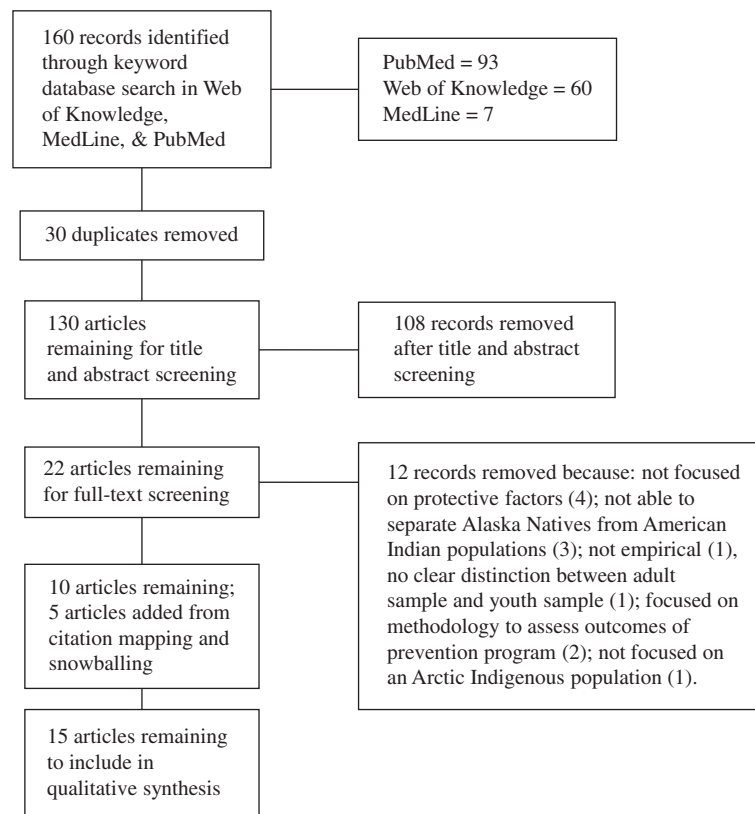 160 records identified
through keyword
database search in Web
of Knowledge,
MedLine, & PubMed
PubMed = 93
Web of Knowledge = 60
MedLine = 7
30 duplicates removed
130 articles
remaining for title
and abstract screening
108 records removed
after title and abstract
screening
22 articles remaining
for full-text screening
12 records removed because: not focused
on protective factors (4); not able to
separate Alaska Natives from American
Indian populations (3); not empirical (1),
no clear distinction between adult
sample and youth sample (1); focused on
methodology to assess outcomes of
prevention program (2); not focused on
an Arctic Indigenous population (1).
10 articles remaining;
5 articles added from
citation mapping and
snowballing
15 articles remaining
to include in
qualitative synthesis